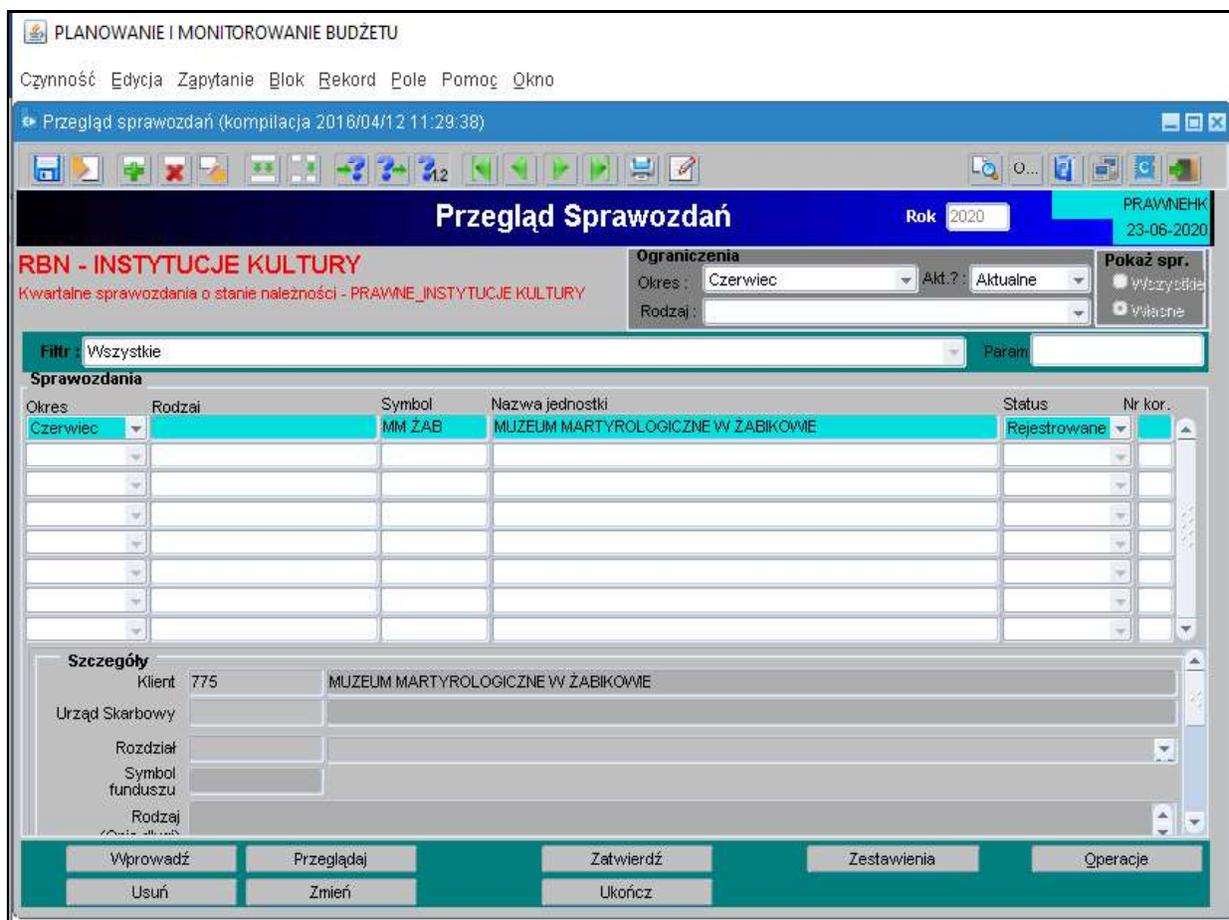 PLANOWANIE I MONITOROWANIE BUDŻETU
Czynność Edycja Zapytanie Blok Rekord Pole Pomoc Okno
Przegląd sprawozdań (kompilacja 2016/04/12 11:29:38)
1.2 O... C
Przegląd Sprawozdań Rok 2020 PRAWNEHK
23-06-2020
RBN - INSTYTUCJE KULTURY
Kwartalne sprawozdania o stanie należności - PRAWNE_INSTYTUCJE KULTURY
Ograniczenia
Okres : Czerwiec Akt.? : Aktualne
Rodzaj :
Pokaż spr.
Wszystkie
Własne
Filtr : Wszystkie Param
Sprawozdania
Okres Rodzaj Symbol Nazwa jednostki Status Nr kor.
Czerwiec MM ŻAB MUZEUM MARTYROLOGICZNE W ŻABIKOWIE Rejestrowane
Szczegóły
Klient 775 MUZEUM MARTYROLOGICZNE W ŻABIKOWIE
Urząd Skarbowy
Rozdział
Symbol
funduszu
Rodzaj
Wprowadź Przeglądaj Zatwierdź Zestawienia Operacje
Usuń Zmień Ukończ